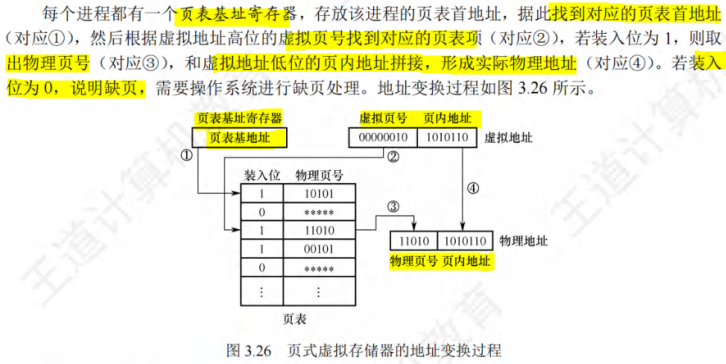 每个进程都有一个页表基址寄存器，存放该进程的页表首地址，据此找到对应的页表首地址
（对应①），然后根据虚拟地址高位的虚拟页号找到对应的页表项（对应②），若装入位为 1，则取
出物理页号（对应③），和虚拟地址低位的页内地址拼接，形成实际物理地址（对应④）。若装入
位为 0，说明缺页，需要操作系统进行缺页处理。地址变换过程如图 3.26 所示。
页表基址寄存器 虚拟页号 页内地址
页表基地址 00000010 1010110 虚拟地址
① ②
装入位 物理页号 ④
1 10101
0 *****
③
1 11010
1 00101 11010 1010110 物理地址
0 ***** 物理页号 页内地址
⋮ ⋮
页表
图 3.26 页式虚拟存储器的地址变换过程
王道计算机教育